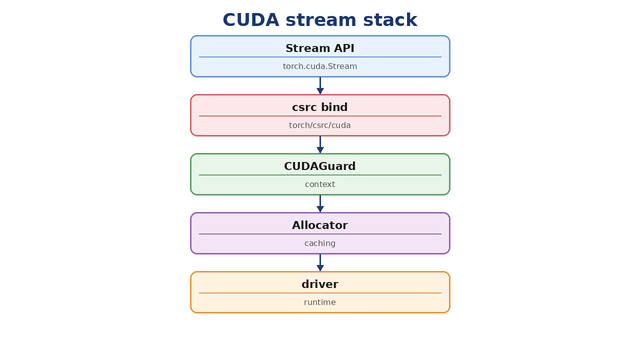 CUDA stream stack
Stream API
torch.cuda.Stream
csrc bind
torch/csrc/cuda
CUDAGuard
context
Allocator
caching
driver
runtime